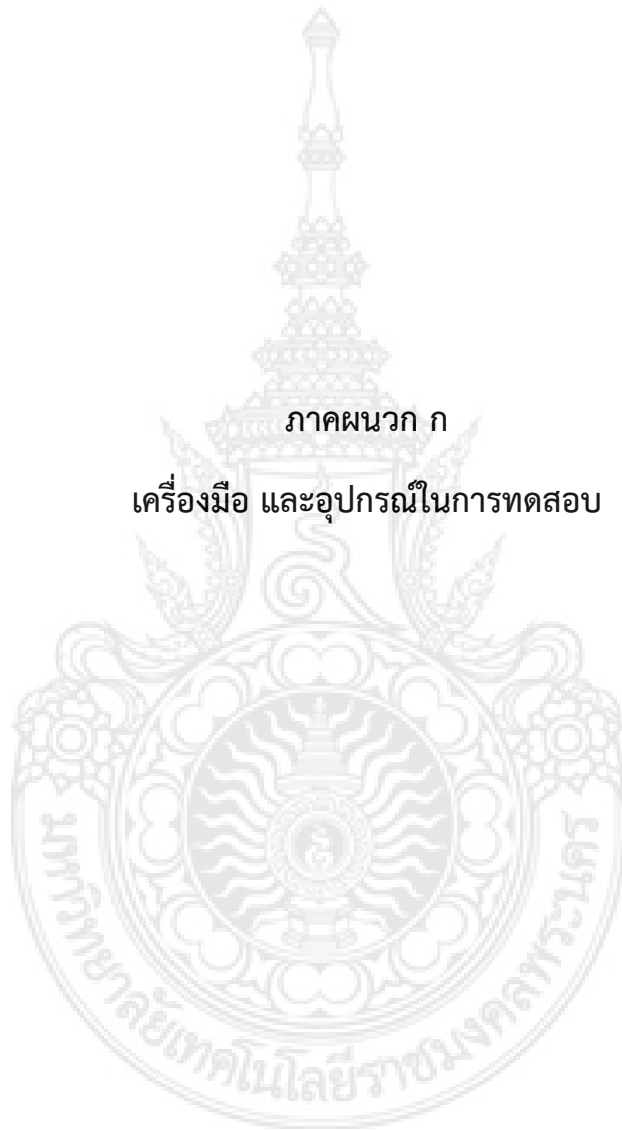 ภาคผนวก ก
เครื่องมือ และอุปกรณ์ในการทดสอบ
มหาวิทยาลัยเทคโนโลยีราชมงคลพระนคร